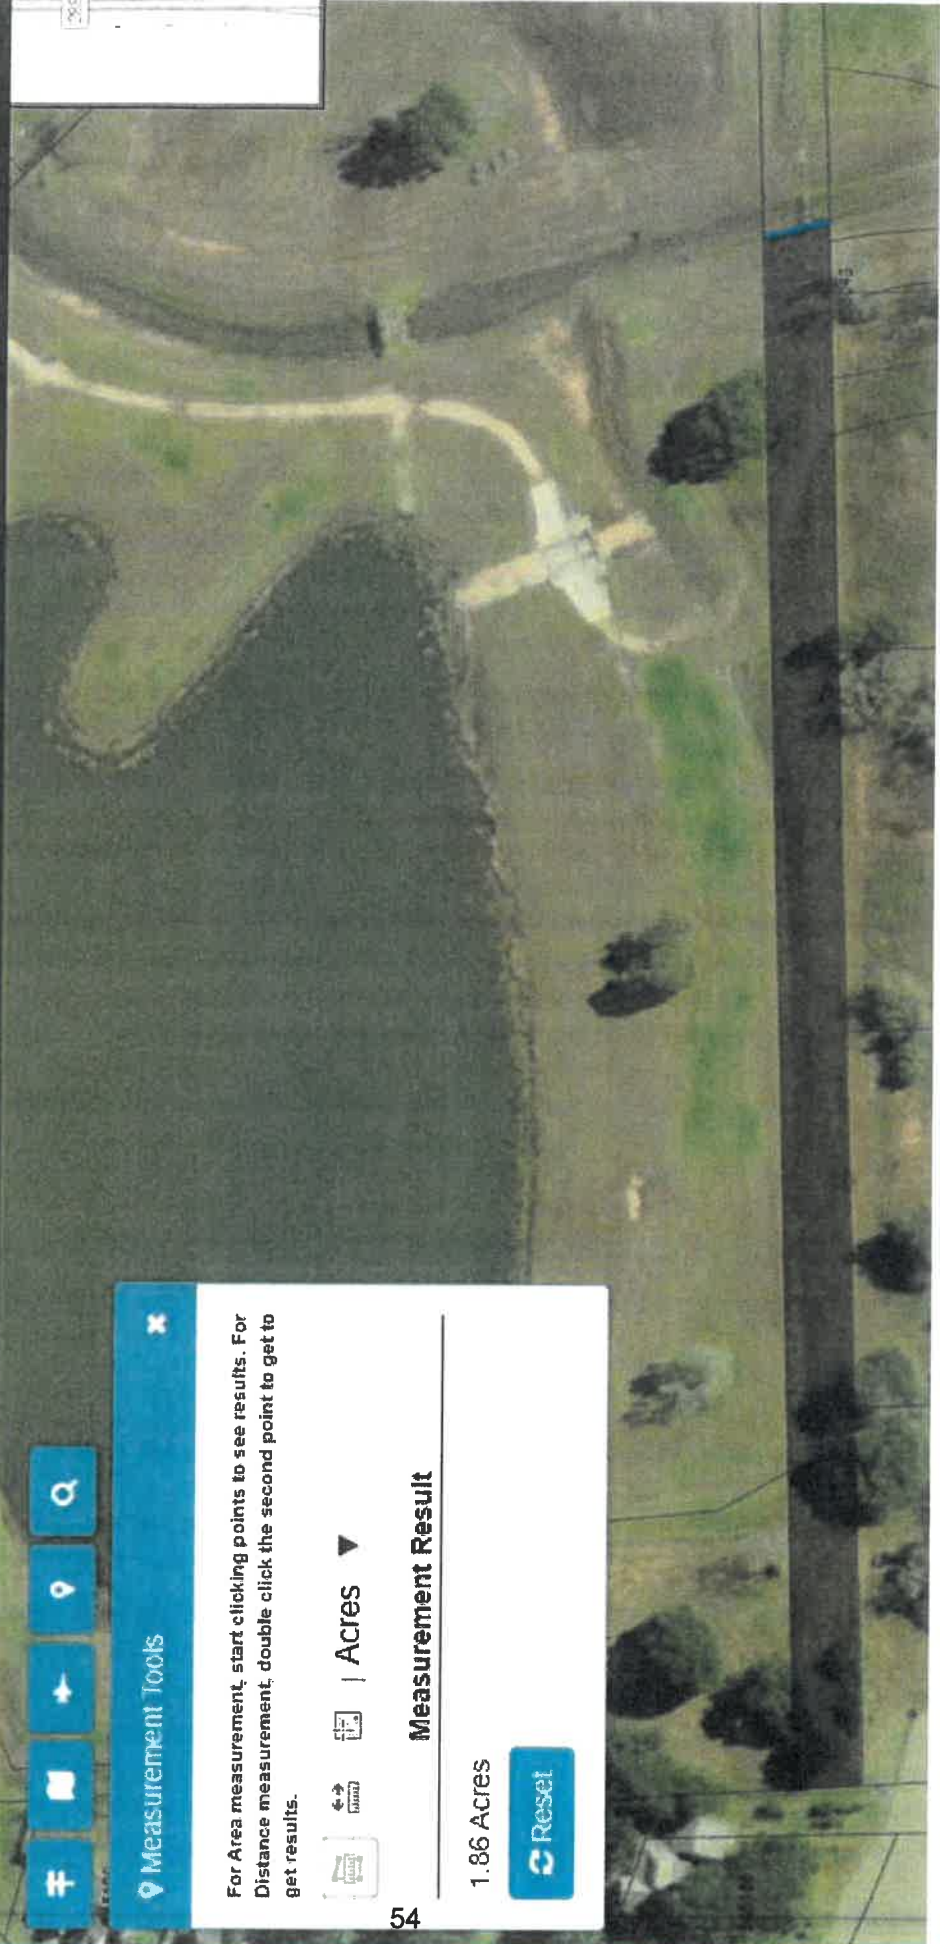 Measurement Tools
For Area measurement, start clicking points to see results. For
Distance measurement, double click the second point to get to
get results.
| Acres
Measurement Result
1.86 Acres
Reset
54